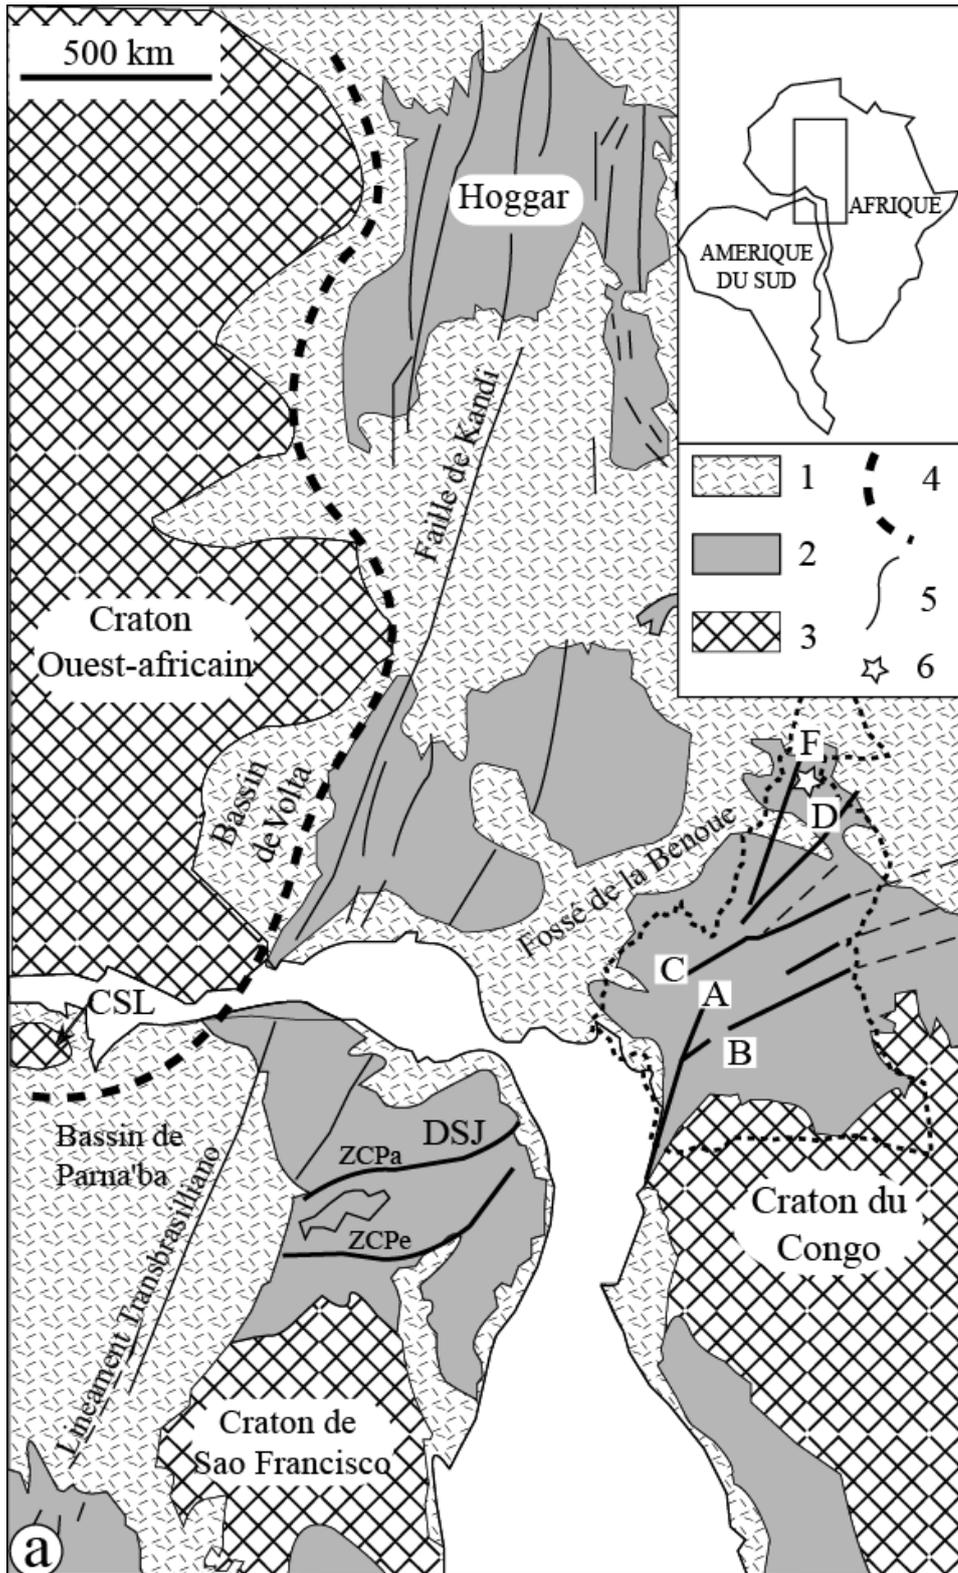 500 km
Hoggar
AFRIQUE
AMERIQUE
DU SUD
1
4
2
5
3
6
Faille de Kandi
Craton
Ouest-africain
Bassin
de Volta
F
D
Fossé de la Benoue
C
A
B
CSL
Bassin de
Parna'ba
DSJ
ZCPa
ZCPe
Lineament Transbrasilliano
Craton du
Congo
Craton de
Sao Francisco
a